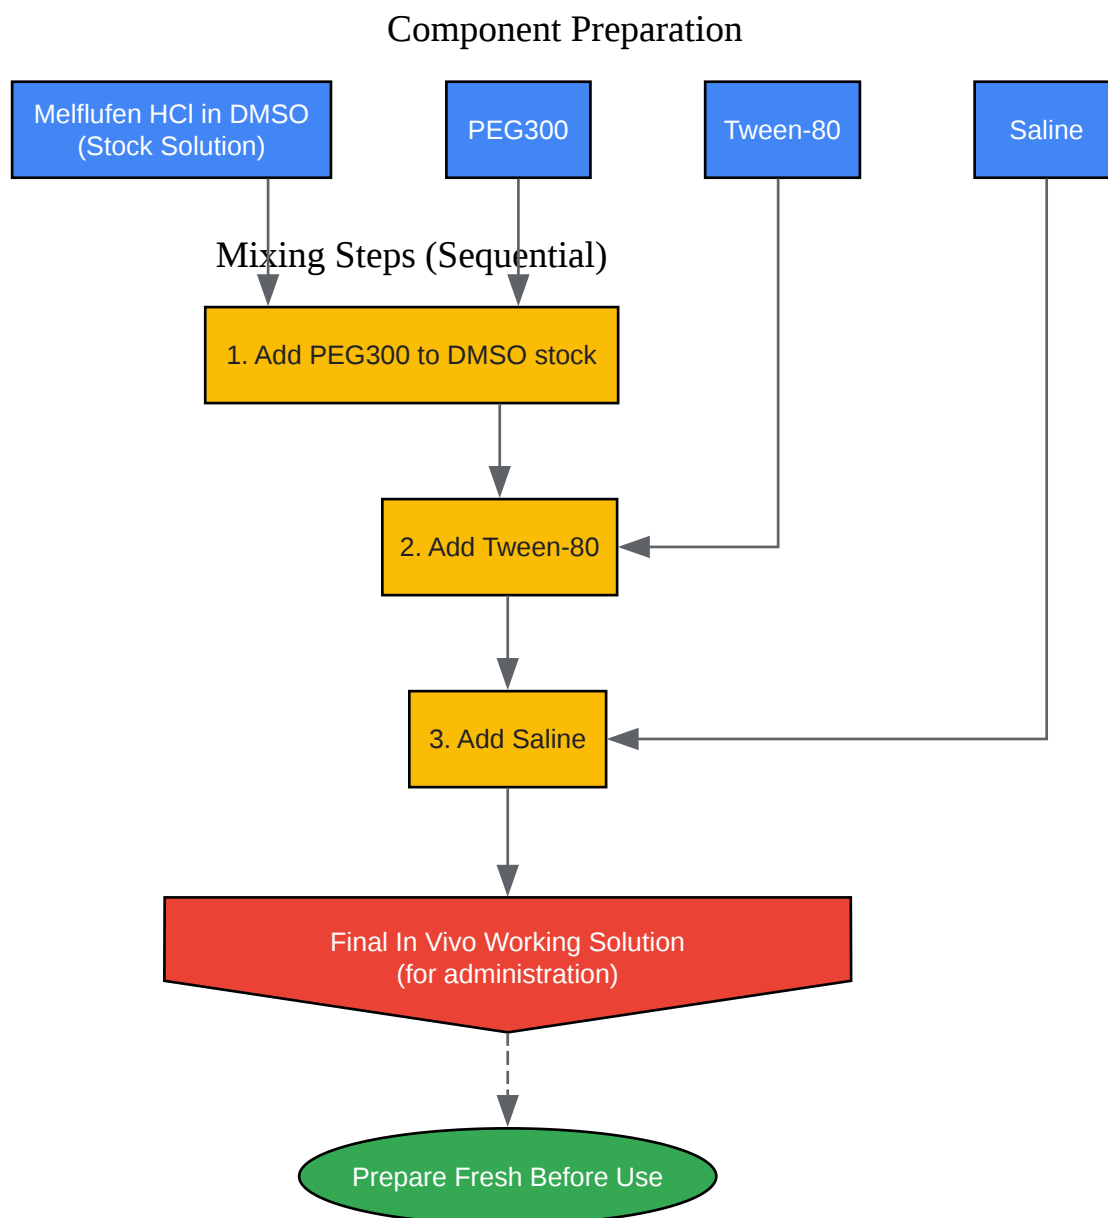 Component Preparation
Melflufen HCl in DMSO
(Stock Solution)
PEG300
Tween-80
Saline
Mixing Steps (Sequential)
1. Add PEG300 to DMSO stock
2. Add Tween-80
3. Add Saline
Final In Vivo Working Solution
(for administration)
Prepare Fresh Before Use